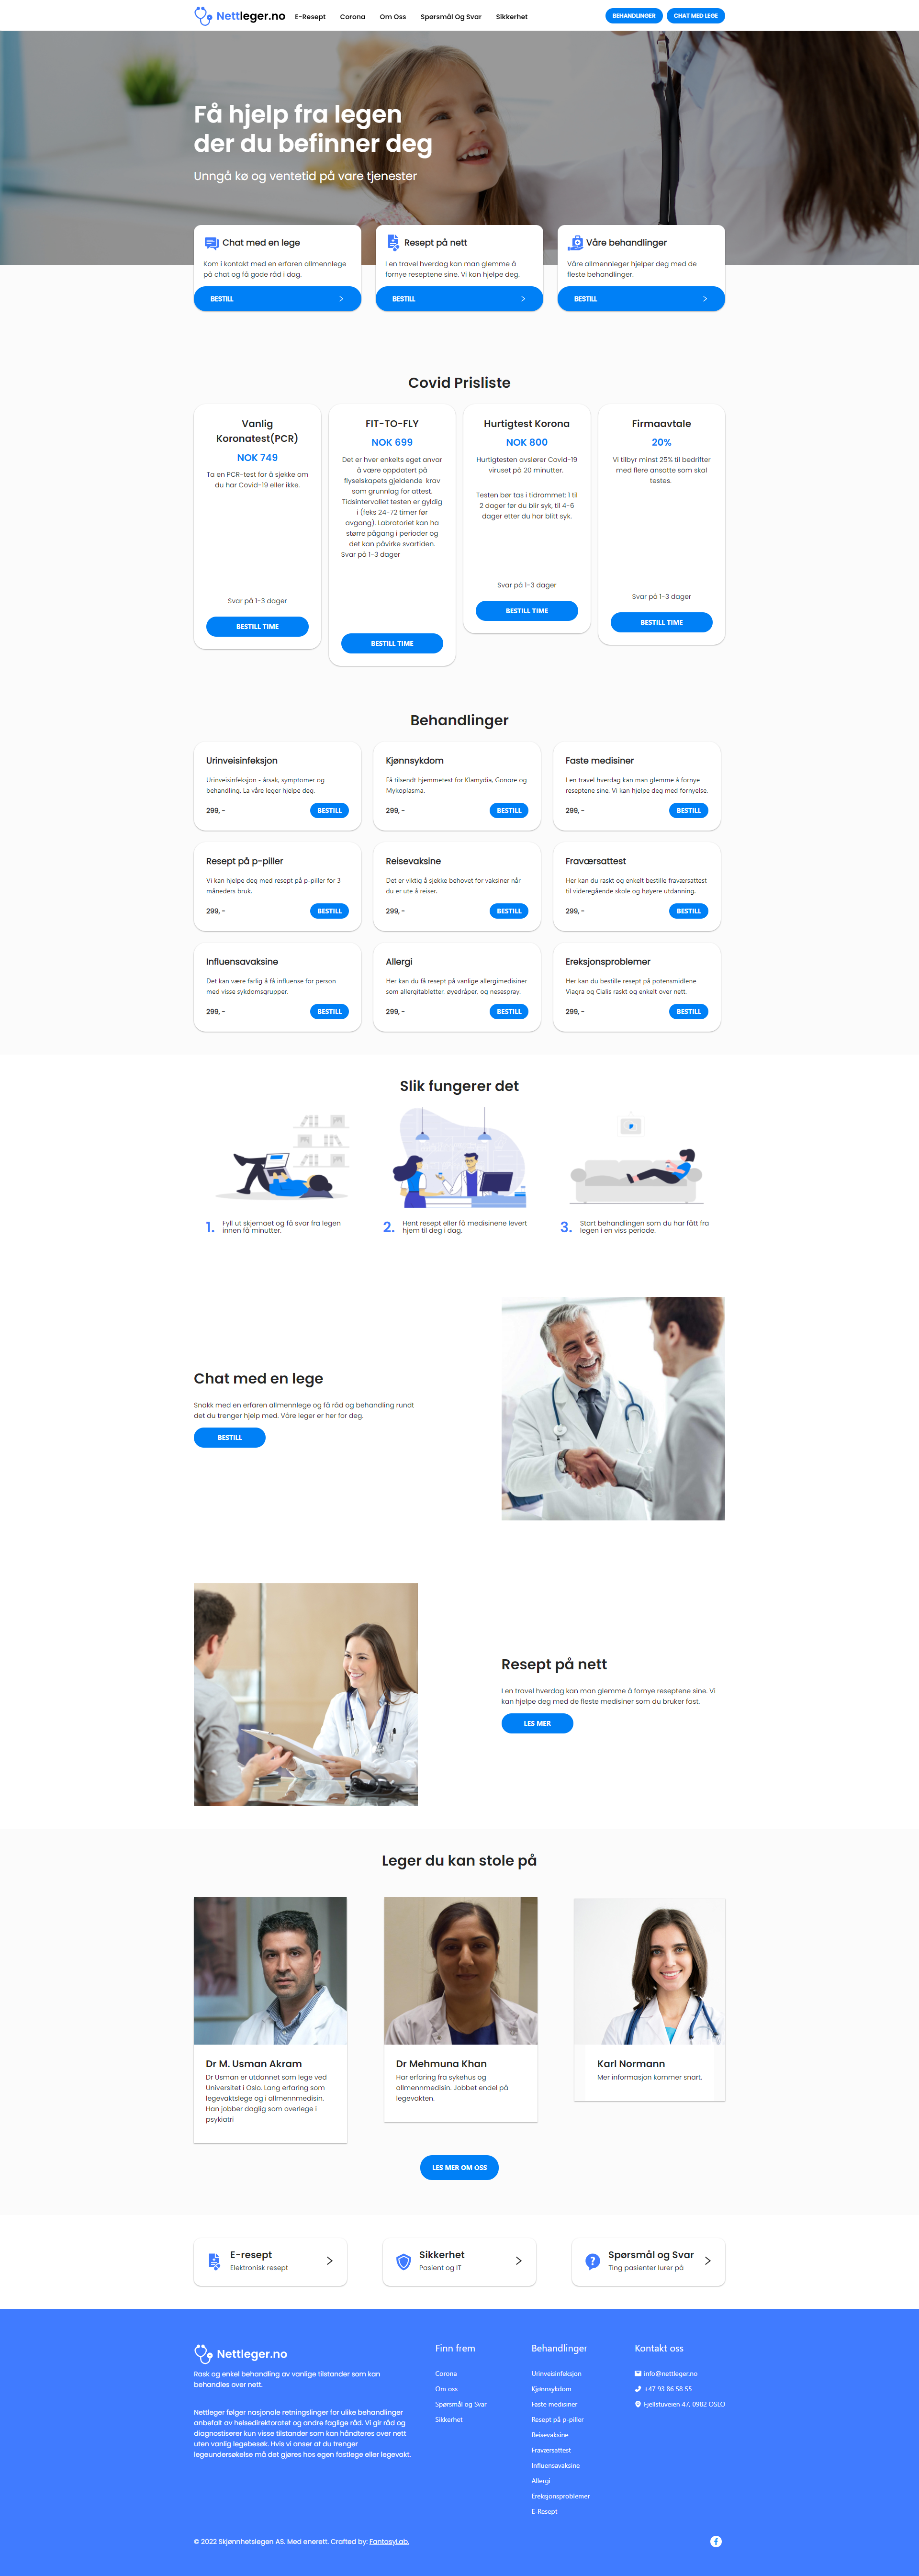 Nettleger.no
E-Resept
Corona
Om Oss
Spørsmål Og Svar
Sikkerhet
BEHANDLINGER
CHAT MED LEGE
Få hjelp fra legen
der du befinner deg
Unngå kø og ventetid på vare tjenester
Chat med en lege
Kom i kontakt med en erfaren allmennlege
på chat og få gode råd i dag.
BESTILL
Resept på nett
I en travel hverdag kan man glemme å
fornye reseptene sine. Vi kan hjelpe deg.
BESTILL
Våre behandlinger
Våre allmennleger hjelper deg med de
fleste behandlinger.
BESTILL
Covid Prisliste
Vanlig
Koronatest(PCR)
NOK 749
Ta en PCR-test for å sjekke om
du har Covid-19 eller ikke.
Svar på 1-3 dager
BESTILL TIME
FIT-TO-FLY
NOK 699
Det er hver enkelts eget anvar
å være oppdatert på
flyselskapets gjeldende krav
som grunnlag for attest.
Tidsintervallet testen er gyldig
i (feks 24-72 timer før
avgang). Labratoriet kan ha
større pågang i perioder og
det kan påvirke svartiden.
Svar på 1-3 dager
BESTILL TIME
Hurtigtest Korona
NOK 800
Hurtigtesten avslører Covid-19
viruset på 20 minutter.
Testen bør tas i tidrommet: 1 til
2 dager før du blir syk, til 4-6
dager etter du har blitt syk.
Svar på 1-3 dager
BESTILL TIME
Firmaavtale
20%
Vi tilbyr minst 25% til bedrifter
med flere ansatte som skal
testes.
Svar på 1-3 dager
BESTILL TIME
Behandlinger
Urinveisinfeksjon
Urinveisinfeksjon - årsak, symptomer og
behandling. La våre leger hjelpe deg.
299, -
BESTILL
Kjønnsykdom
Få tilsendt hjemmetest for Klamydia, Gonore og
Mykoplasma.
299, -
BESTILL
Faste medisiner
I en travel hverdag kan man glemme å fornye
reseptene sine. Vi kan hjelpe deg med fornyelse.
299, -
BESTILL
Resept på p-piller
Vi kan hjelpe deg med resept på p-piller for 3
måneders bruk.
299, -
BESTILL
Reisevaksine
Det er viktig å sjekke behovet for vaksiner når
du er ute å reiser.
299, -
BESTILL
Fraværsattest
Her kan du raskt og enkelt bestille fraværsattest
til videregående skole og høyere utdanning.
299, -
BESTILL
Influensavaksine
Det kan være farlig å få influense for person
med visse sykdomsgrupper.
299, -
BESTILL
Allergi
Her kan du få resept på vanlige allergimedisiner
som allergitabletter, øyedråper, og nesespray.
299, -
BESTILL
Ereksjonsproblemer
Her kan du bestille resept på potensmidlene
Viagra og Cialis raskt og enkelt over nett.
299, -
BESTILL
Slik fungerer det
1. Fyll ut skjemaet og få svar fra legen
innen få minutter.
2. Hent resept eller få medisinene levert
hjem til deg i dag.
3. Start behandlingen som du har fått fra
legen i en viss periode.
Chat med en lege
Snakk med en erfaren allmennlege og få råd og behandling rundt
det du trenger hjelp med. Våre leger er her for deg.
BESTILL
Resept på nett
I en travel hverdag kan man glemme å fornye reseptene sine. Vi
kan hjelpe deg med de fleste medisiner som du bruker fast.
LES MER
Leger du kan stole på
Dr M. Usman Akram
Dr Usman er utdannet som lege ved
Universitet i Oslo. Lang erfaring som
legevaktslege og i allmennmedisin.
Han jobber daglig som overlege i
psykiatri
Dr Mehmuna Khan
Har erfaring fra sykehus og
allmennmedisin. Jobbet endel på
legevakten.
Karl Normann
Mer informasjon kommer snart.
LES MER OM OSS
E-resept
Elektronisk resept
Sikkerhet
Pasient og IT
Spørsmål og Svar
Ting pasienter lurer på
Nettleger.no
Rask og enkel behandling av vanlige tilstander som kan
behandles over nett.
Nettleger følger nasjonale retningslinger for ulike behandlinger
anbefalt av helsedirektoratet og andre faglige råd. Vi gir råd og
diagnostiserer kun visse tilstander som kan håndteres over nett
uten vanlig legebesøk. Hvis vi anser at du trenger
legeundersøkelse må det gjøres hos egen fastlege eller legevakt.
Finn frem
Corona
Om oss
Spørsmål og Svar
Sikkerhet
Behandlinger
Urinveisinfeksjon
Kjønnsykdom
Faste medisiner
Resept på p-piller
Reisevaksine
Fraværsattest
Influensavaksine
Allergi
Ereksjonsproblemer
E-Resept
Kontakt oss
info@nettleger.no
+47 93 86 58 55
Fjellstuveien 47, 0982 OSLO
© 2022 Skjønnhetslegen AS. Med enerett. Crafted by: FantasyLab.